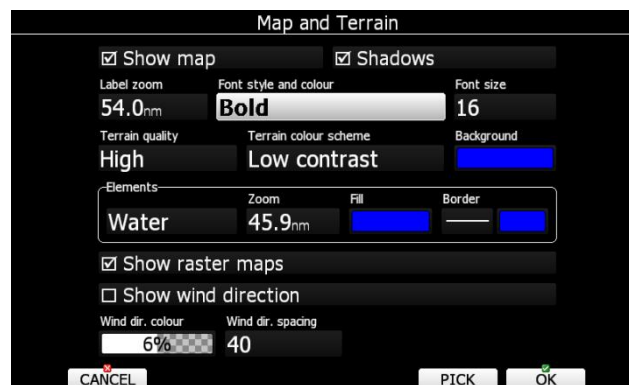 Map and Terrain
Show map Shadows
Label zoom Font style and colour Font size
54.0nm Bold 16
Terrain quality Terrain colour scheme Background
High Low contrast
Elements
Zoom Fill Border
Water 45.9nm
Show raster maps
Show wind direction
Wind dir. colour Wind dir. spacing
6% 40
CANCEL PICK OK